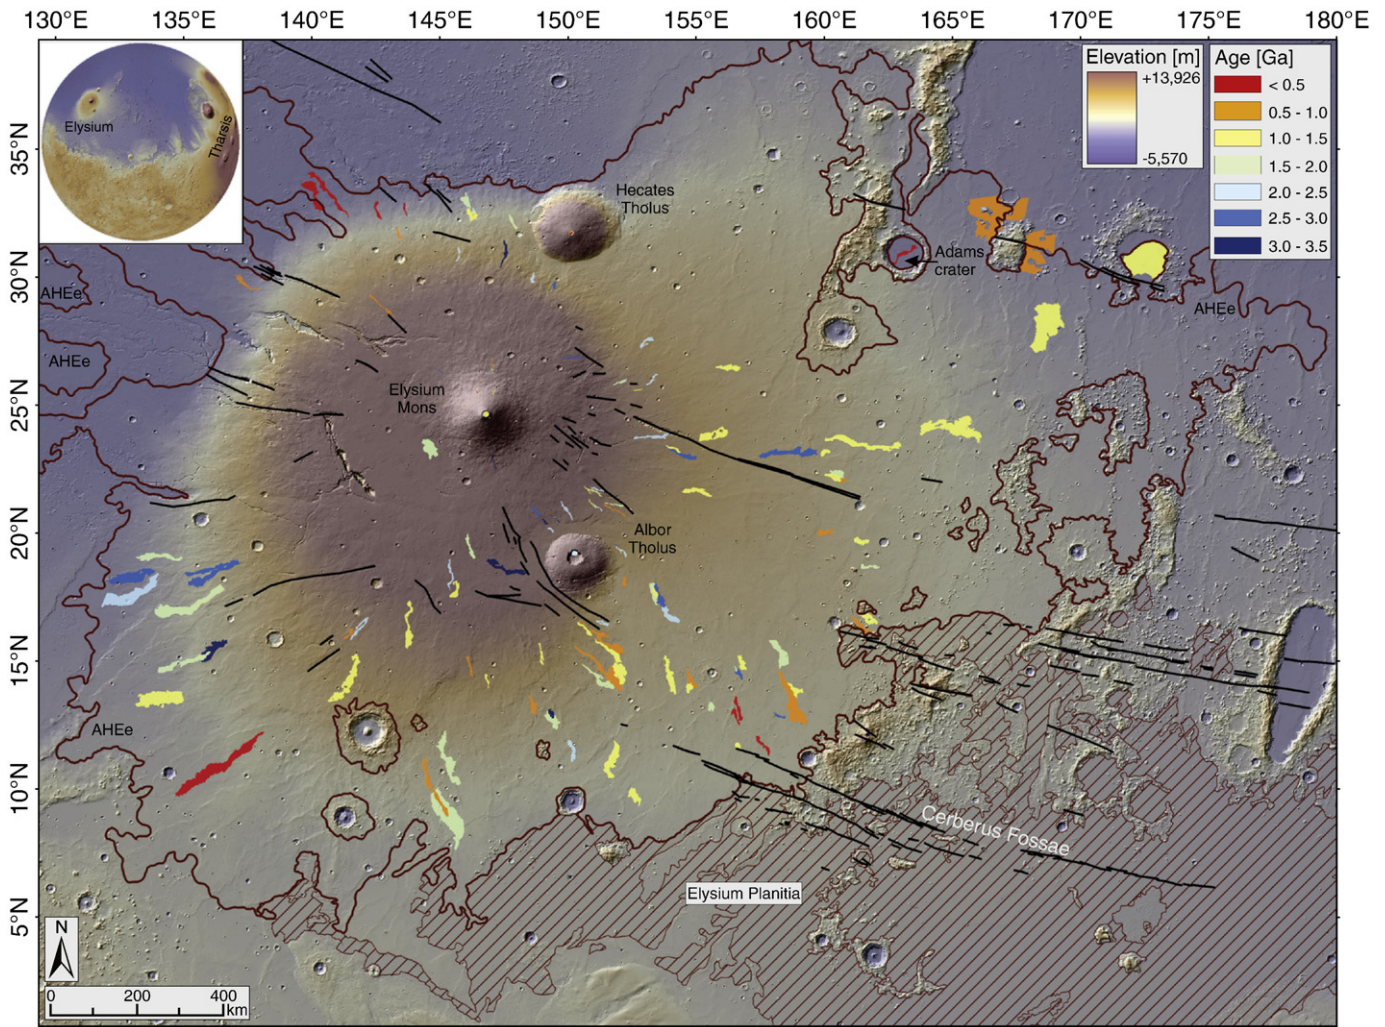 130°E 135°E 140°E 145°E 150°E 155°E 160°E 165°E 170°E 175°E 180°E
Elysium
Tharsis
Elevation [m]
+13,926
-5,570
Age [Ga]
< 0.5
0.5 - 1.0
1.0 - 1.5
1.5 - 2.0
2.0 - 2.5
2.5 - 3.0
3.0 - 3.5
35°N
30°N
25°N
20°N
15°N
10°N
5°N
Hecates
Tholus
Adams
crater
AHEe
AHEe
AHEe
Elysium
Mons
Albor
Tholus
AHEe
Cerberus Fossae
Elysium Planitia
N
0 200 400
km